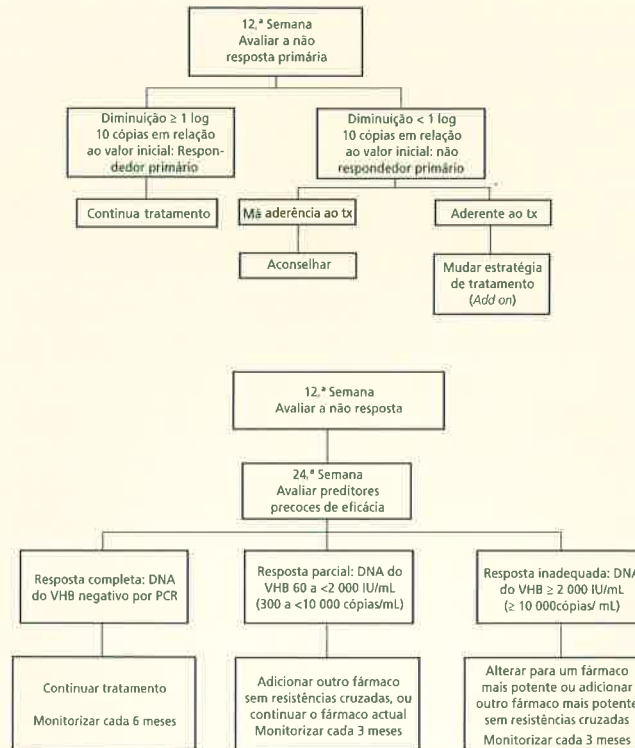 12.ª Semana
Avaliar a não
resposta primária
Diminuição ≥ 1 log
10 cópias em relação
ao valor inicial: Respon-
dedor primário
Diminuição < 1 log
10 cópias em relação
ao valor inicial: não
respondedor primário
Continua tratamento
Má aderência ao tx
Aderente ao tx
Aconselhar
Mudar estratégia
de tratamento
(Add on)
12.ª Semana
Avaliar a não resposta
24.ª Semana
Avaliar preditores
precoces de eficácia
Resposta completa: DNA
do VHB negativo por PCR
Resposta parcial: DNA do
VHB 60 a <2 000 IU/mL
(300 a <10 000 cópias/mL)
Resposta inadequada: DNA
do VHB ≥ 2 000 IU/mL
(≥ 10 000cópias/ mL)
Continuar tratamento
Monitorizar cada 6 meses
Adicionar outro fármaco
sem resistências cruzadas, ou
continuar o fármaco actual
Monitorizar cada 3 meses
Alterar para um fármaco
mais potente ou adicionar
outro fármaco mais potente
sem resistências cruzadas
Monitorizar cada 3 meses